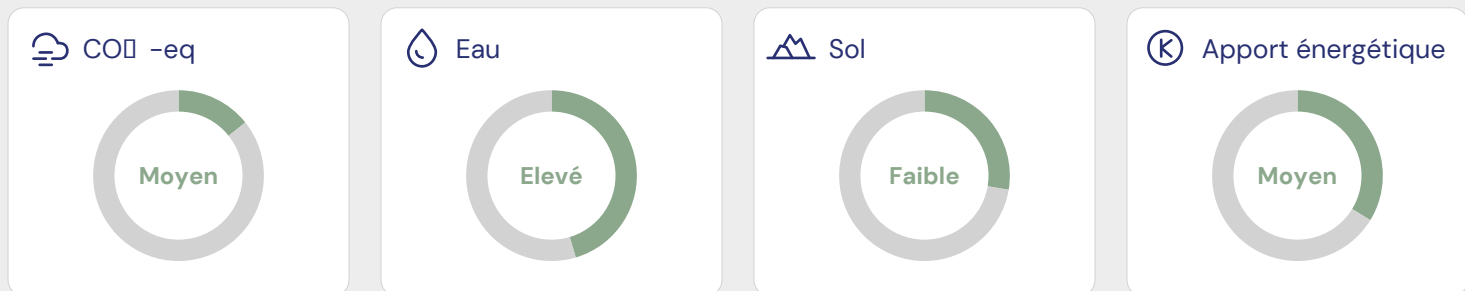 CO▯ -eq
Eau
Sol
Apport énergétique
Moyen
Elevé
Faible
Moyen